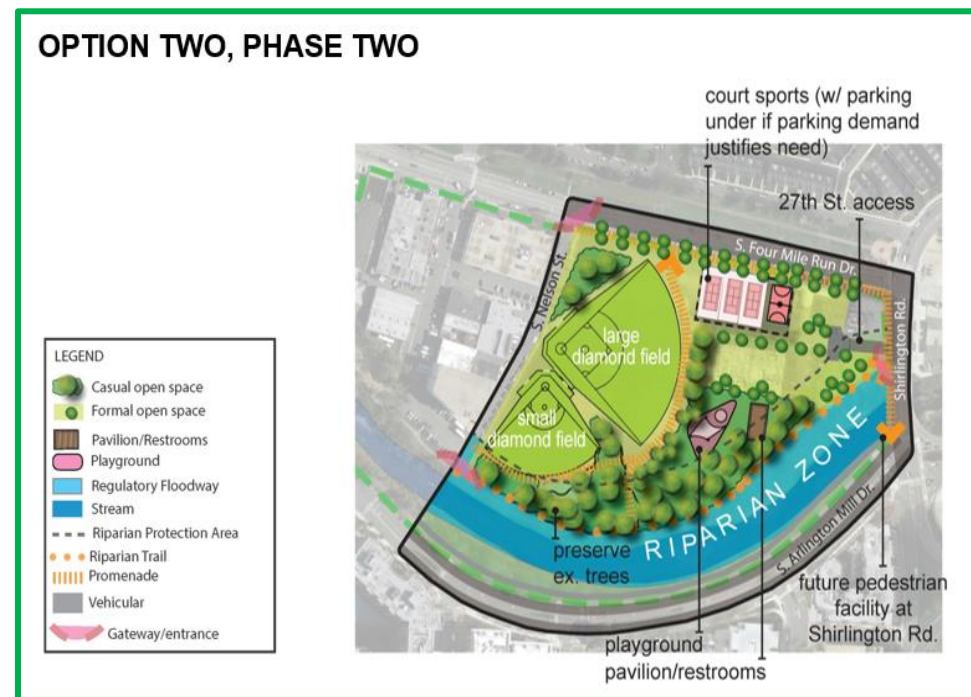 OPTION TWO, PHASE TWO
court sports (w/ parking
under if parking demand
justifies need)
27th St. access
S. Four Mile Run Dr.
S. Nelson St.
Shirlington Rd.
large
diamond field
small
diamond field
LEGEND
Casual open space
Formal open space
Pavilion/Restrooms
Playground
Regulatory Floodway
Stream
Riparian Protection Area
Riparian Trail
Promenade
Vehicular
Gateway/entrance
RIPARIAN ZONE
S. Arlington Mill Dr.
preserve
ex. trees
future pedestrian
facility at
Shirlington Rd.
playground
pavilion/restrooms